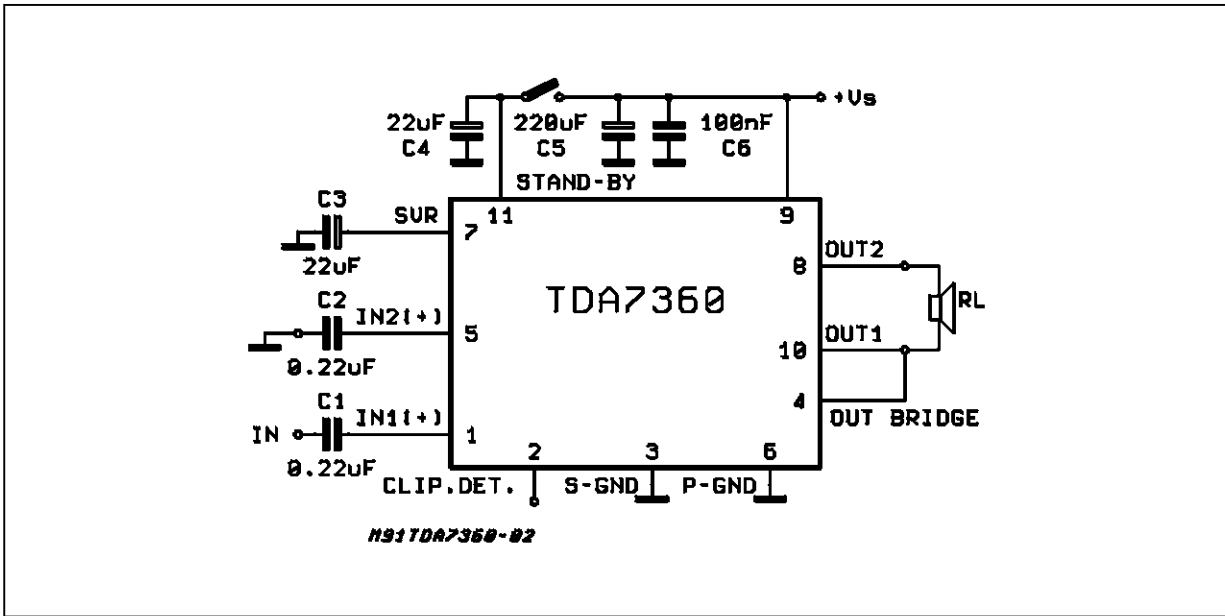 +Vs
22uF 220uF 100nF
C4 C5 C6
STAND-BY
C3 SVR 11 9
7
22uF
OUT2
8
C2 TDA7360 RL
IN2(+)
5 OUT1
10
0.22uF
C1 4
IN1(+) OUT BRIDGE
IN 1
2 3 6
0.22uF
CLIP.DET. S-GND P-GND
M91TDA7360-02